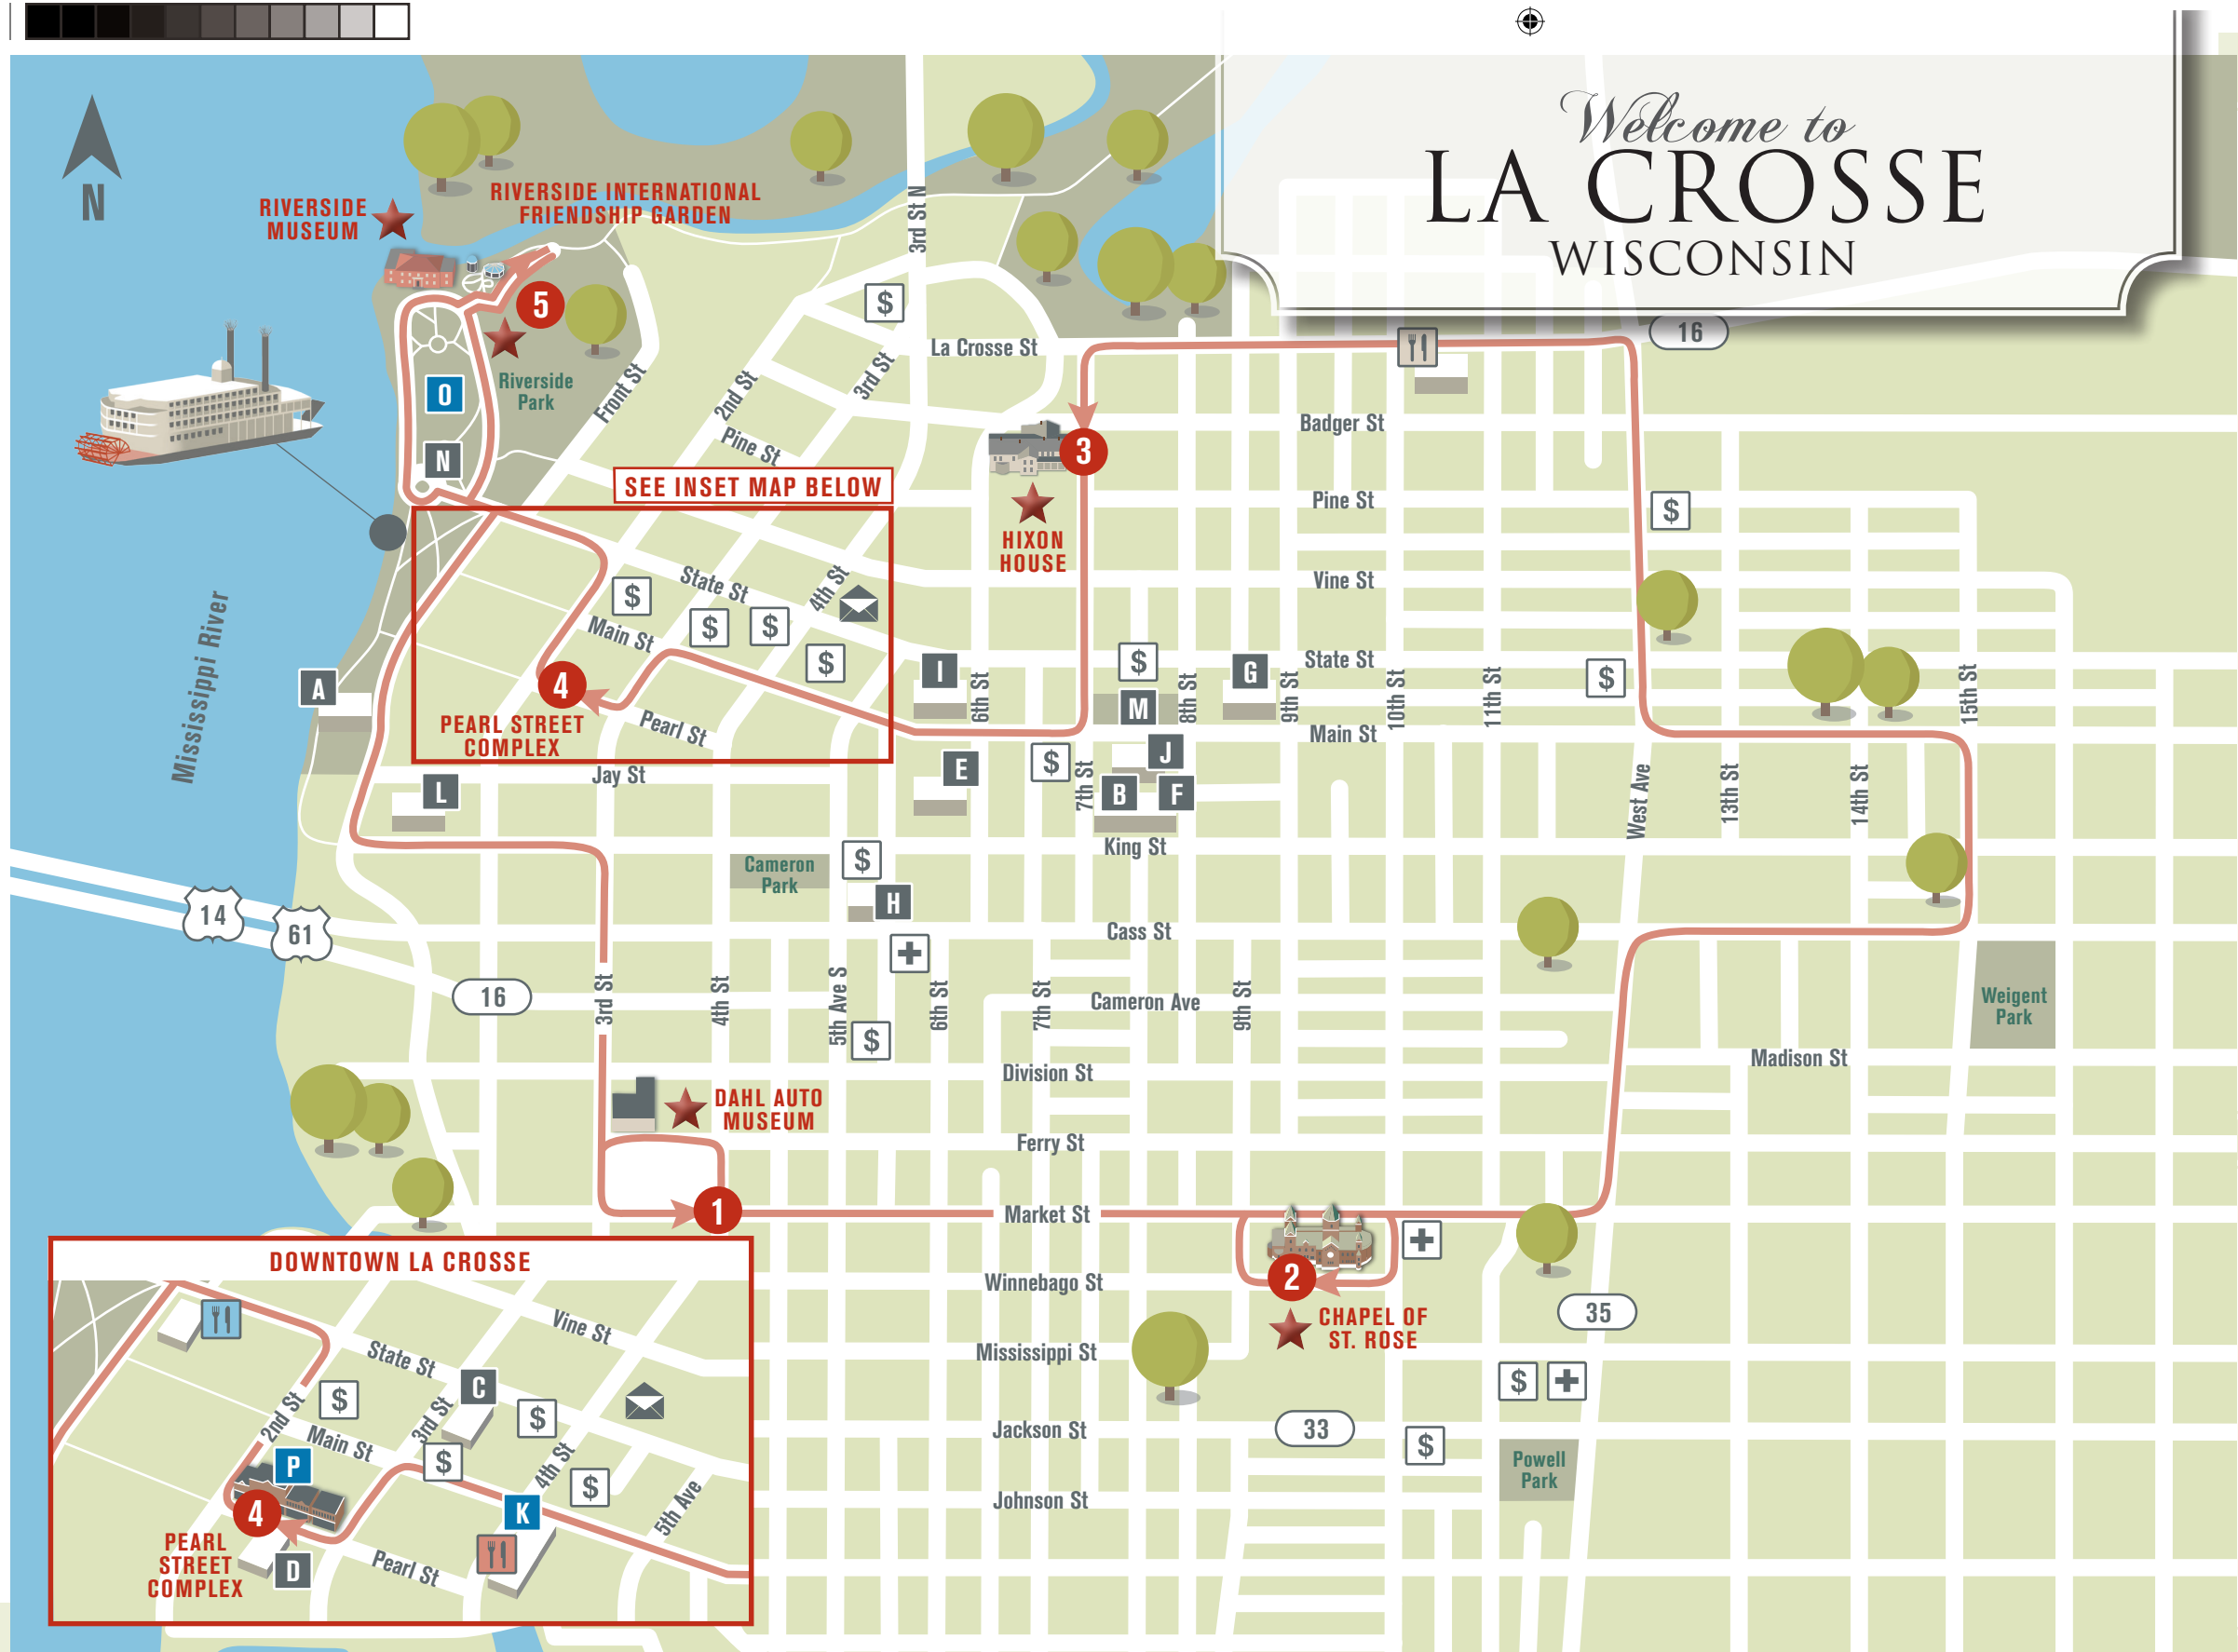 Welcome to
LA CROSSE
WISCONSIN
N
RIVERSIDE
MUSEUM
RIVERSIDE INTERNATIONAL
FRIENDSHIP GARDEN
3rd St N
5
$
16
La Crosse St
O
Riverside
Park
Front St
2nd St
3rd St
Badger St
N
Pine St
3
SEE INSET MAP BELOW
Pine St
$
HIXON
HOUSE
State St
4th St
Vine St
$
Main St
$
$
$
Mississippi River
A
4
I
6th St
$
M
8th St
G
9th St
State St
10th St
11th St
$
15th St
PEARL STREET
COMPLEX
Pearl St
Main St
Jay St
L
E
$
7th St
J
B
F
West Ave
13th St
14th St
King St
Cameron
Park
$
H
14
61
Cass St
16
3rd St
4th St
5th Ave S
6th St
7th St
Cameron Ave
9th St
Weigent
Park
$
Madison St
Division St
DAHL AUTO
MUSEUM
Ferry St
1
Market St
2
Winnebago St
CHAPEL OF
ST. ROSE
35
Mississippi St
$
Jackson St
33
$
Powell
Park
Johnson St
DOWNTOWN LA CROSSE
Vine St
State St
C
$
2nd St
3rd St
$
Main St
$
4th St
P
$
4
K
5th Ave
PEARL
STREET
COMPLEX
D
Pearl St